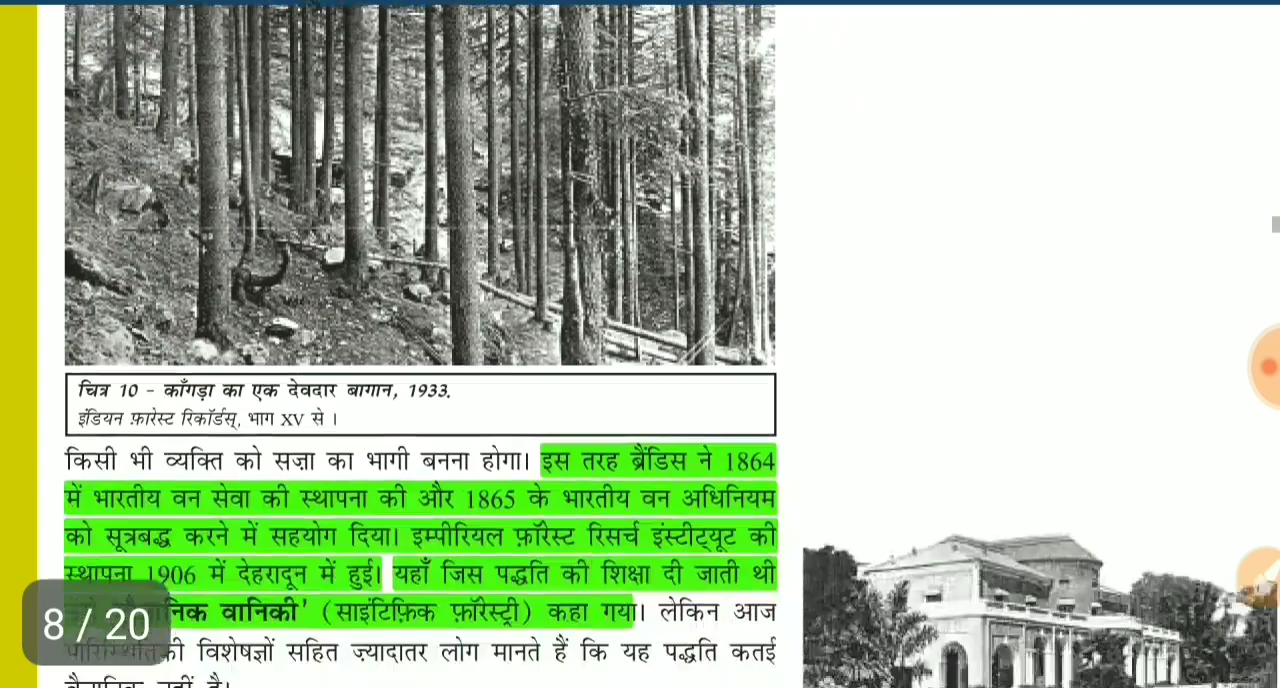 चित्र 10 – काँगड़ा का एक देवदार बागान, 1933.
इंडियन फ़ारेस्ट रिकॉर्डस्, भाग XV से ।
किसी भी व्यक्ति को सज़ा का भागी बनना होगा। इस तरह ब्रैंडिस ने 1864
में भारतीय वन सेवा की स्थापना की और 1865 के भारतीय वन अधिनियम
को सूत्रबद्ध करने में सहयोग दिया। इम्पीरियल फ़ॉरेस्ट रिसर्च इंस्टीट्यूट की
स्थापना 1906 में देहरादून में हुई। यहाँ जिस पद्धति की शिक्षा दी जाती थी
वानिकी' (साइंटिफ़िक फ़ॉरेस्ट्री) कहा गया। लेकिन आज
विशेषज्ञों सहित ज़्यादातर लोग मानते हैं कि यह पद्धति कतई
8 / 20